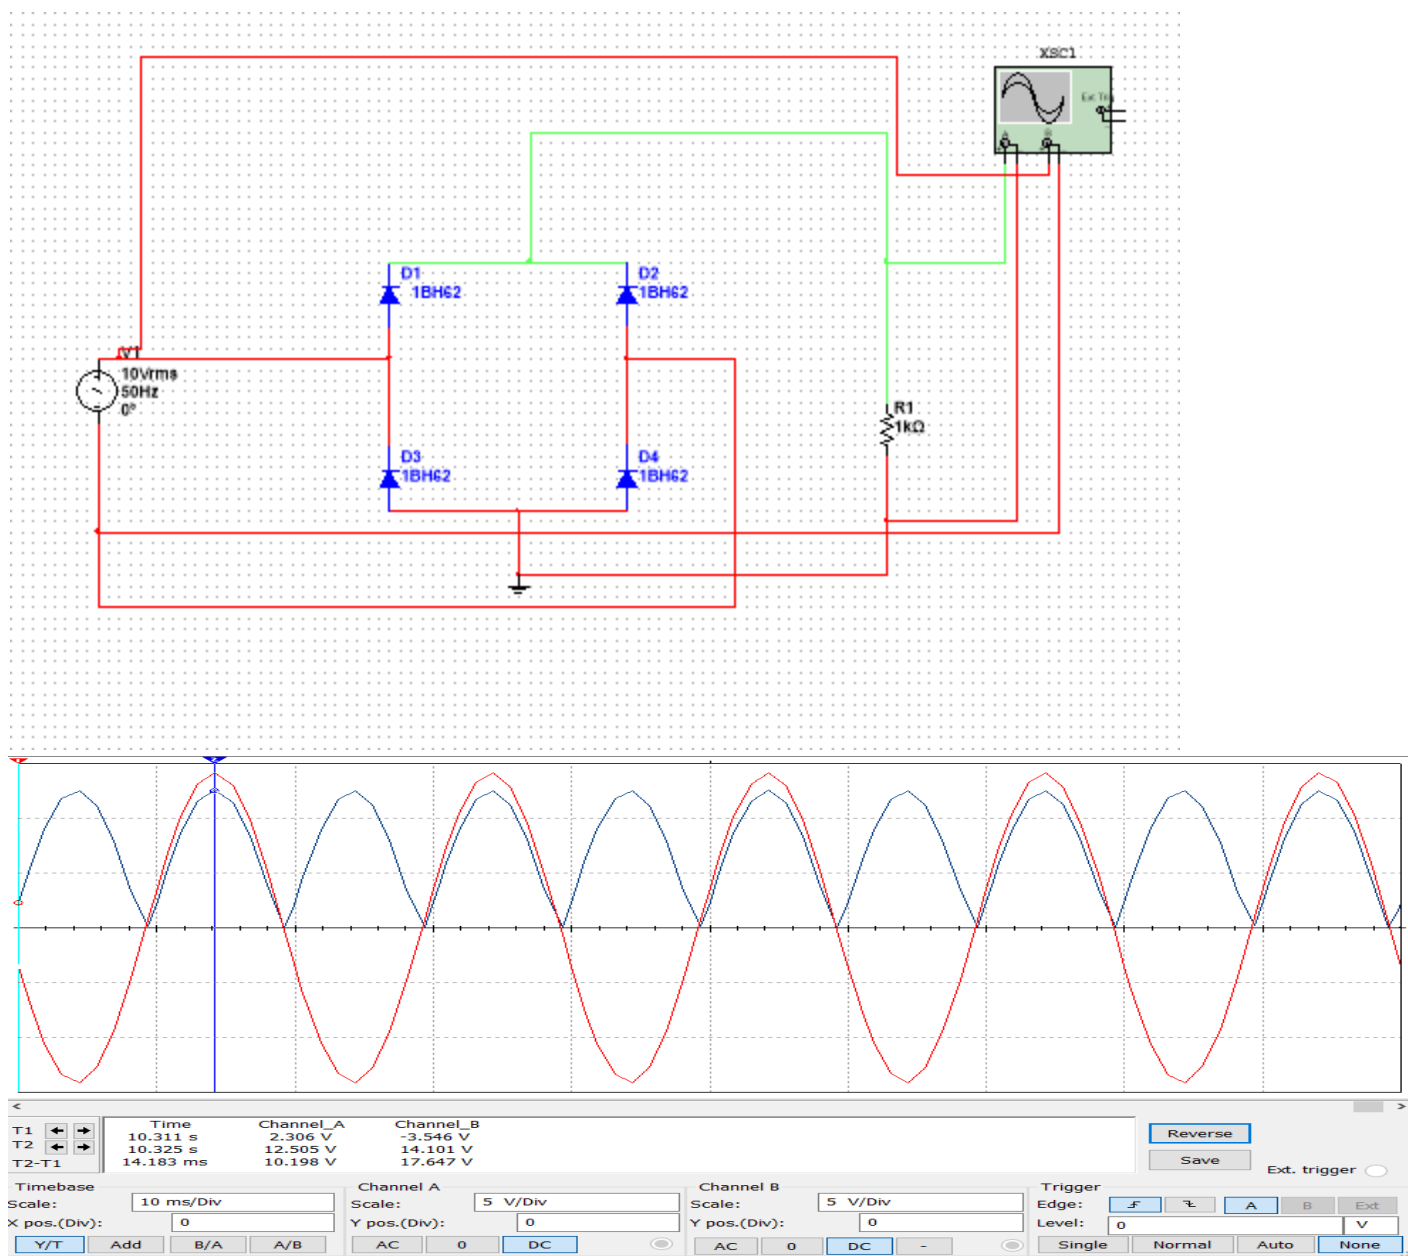 XSC1
Ext Trig
A
B
D1
1BH62
D2
1BH62
V1
10Vrms
50Hz
0°
R1
1kΩ
D3
1BH62
D4
1BH62
< >
T1 ← →
T2 ← →
T2-T1
Time Channel_A Channel_B
10.311 s 2.306 V -3.546 V
10.325 s 12.505 V 14.101 V
14.183 ms 10.198 V 17.647 V
Reverse
Save
Ext. trigger
Timebase
Scale: 10 ms/Div
X pos.(Div): 0
Y/T Add B/A A/B
Channel A
Scale: 5 V/Div
Y pos.(Div): 0
AC 0 DC
Channel B
Scale: 5 V/Div
Y pos.(Div): 0
AC 0 DC -
Trigger
Edge: A B Ext
Level: 0 V
Single Normal Auto None